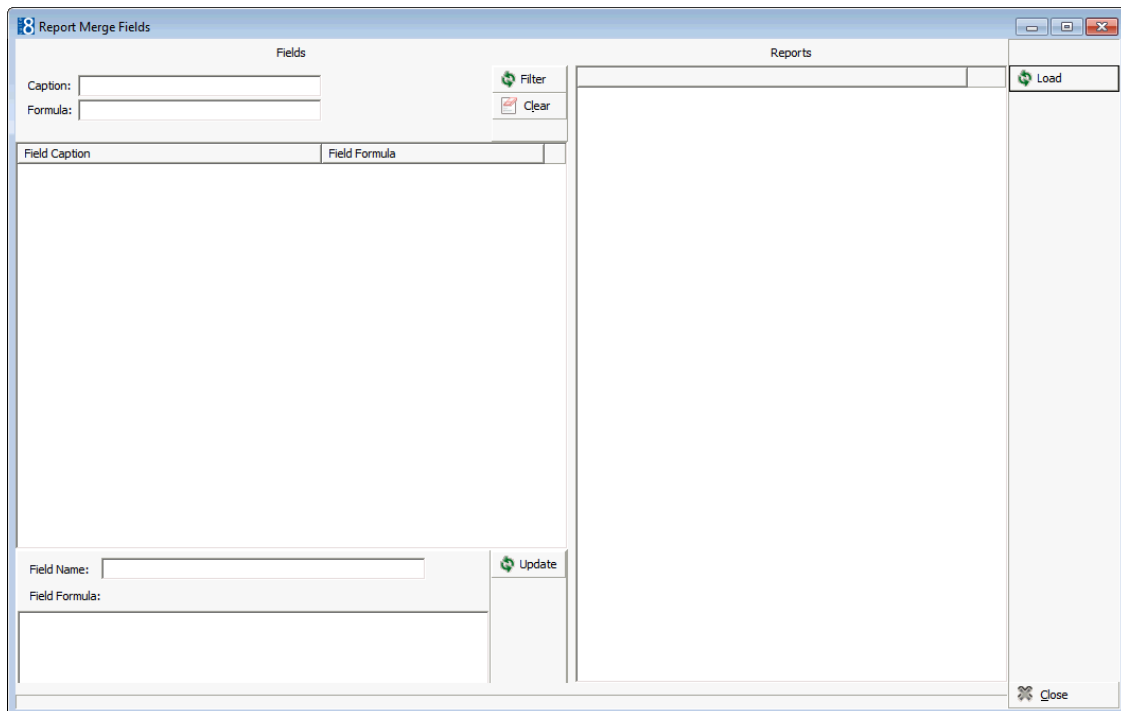 8 Report Merge Fields
Fields
Reports
Caption:
Filter
Load
Formula:
Clear
Field Caption
Field Formula
Field Name:
Update
Field Formula:
Close